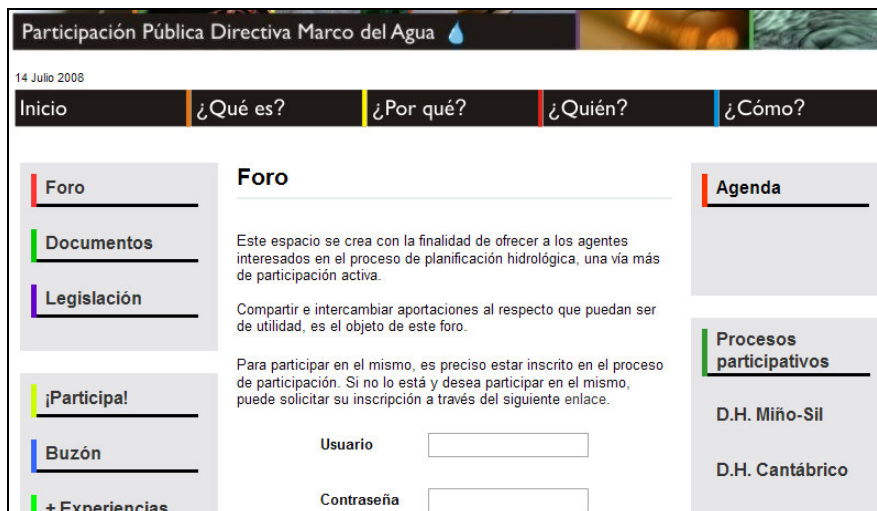 Participación Pública Directiva Marco del Agua
14 Julio 2008
Inicio
¿Qué es?
¿Por qué?
¿Quién?
¿Cómo?
Foro
Documentos
Legislación
¡Participa!
Buzón
+ Experiencias
Foro
Este espacio se crea con la finalidad de ofrecer a los agentes
interesados en el proceso de planificación hidrológica, una vía más
de participación activa.
Compartir e intercambiar aportaciones al respecto que puedan ser
de utilidad, es el objeto de este foro.
Para participar en el mismo, es preciso estar inscrito en el proceso
de participación. Si no lo está y desea participar en el mismo,
puede solicitar su inscripción a través del siguiente enlace.
Usuario
Contraseña
Agenda
Procesos
participativos
D.H. Miño-Sil
D.H. Cantábrico